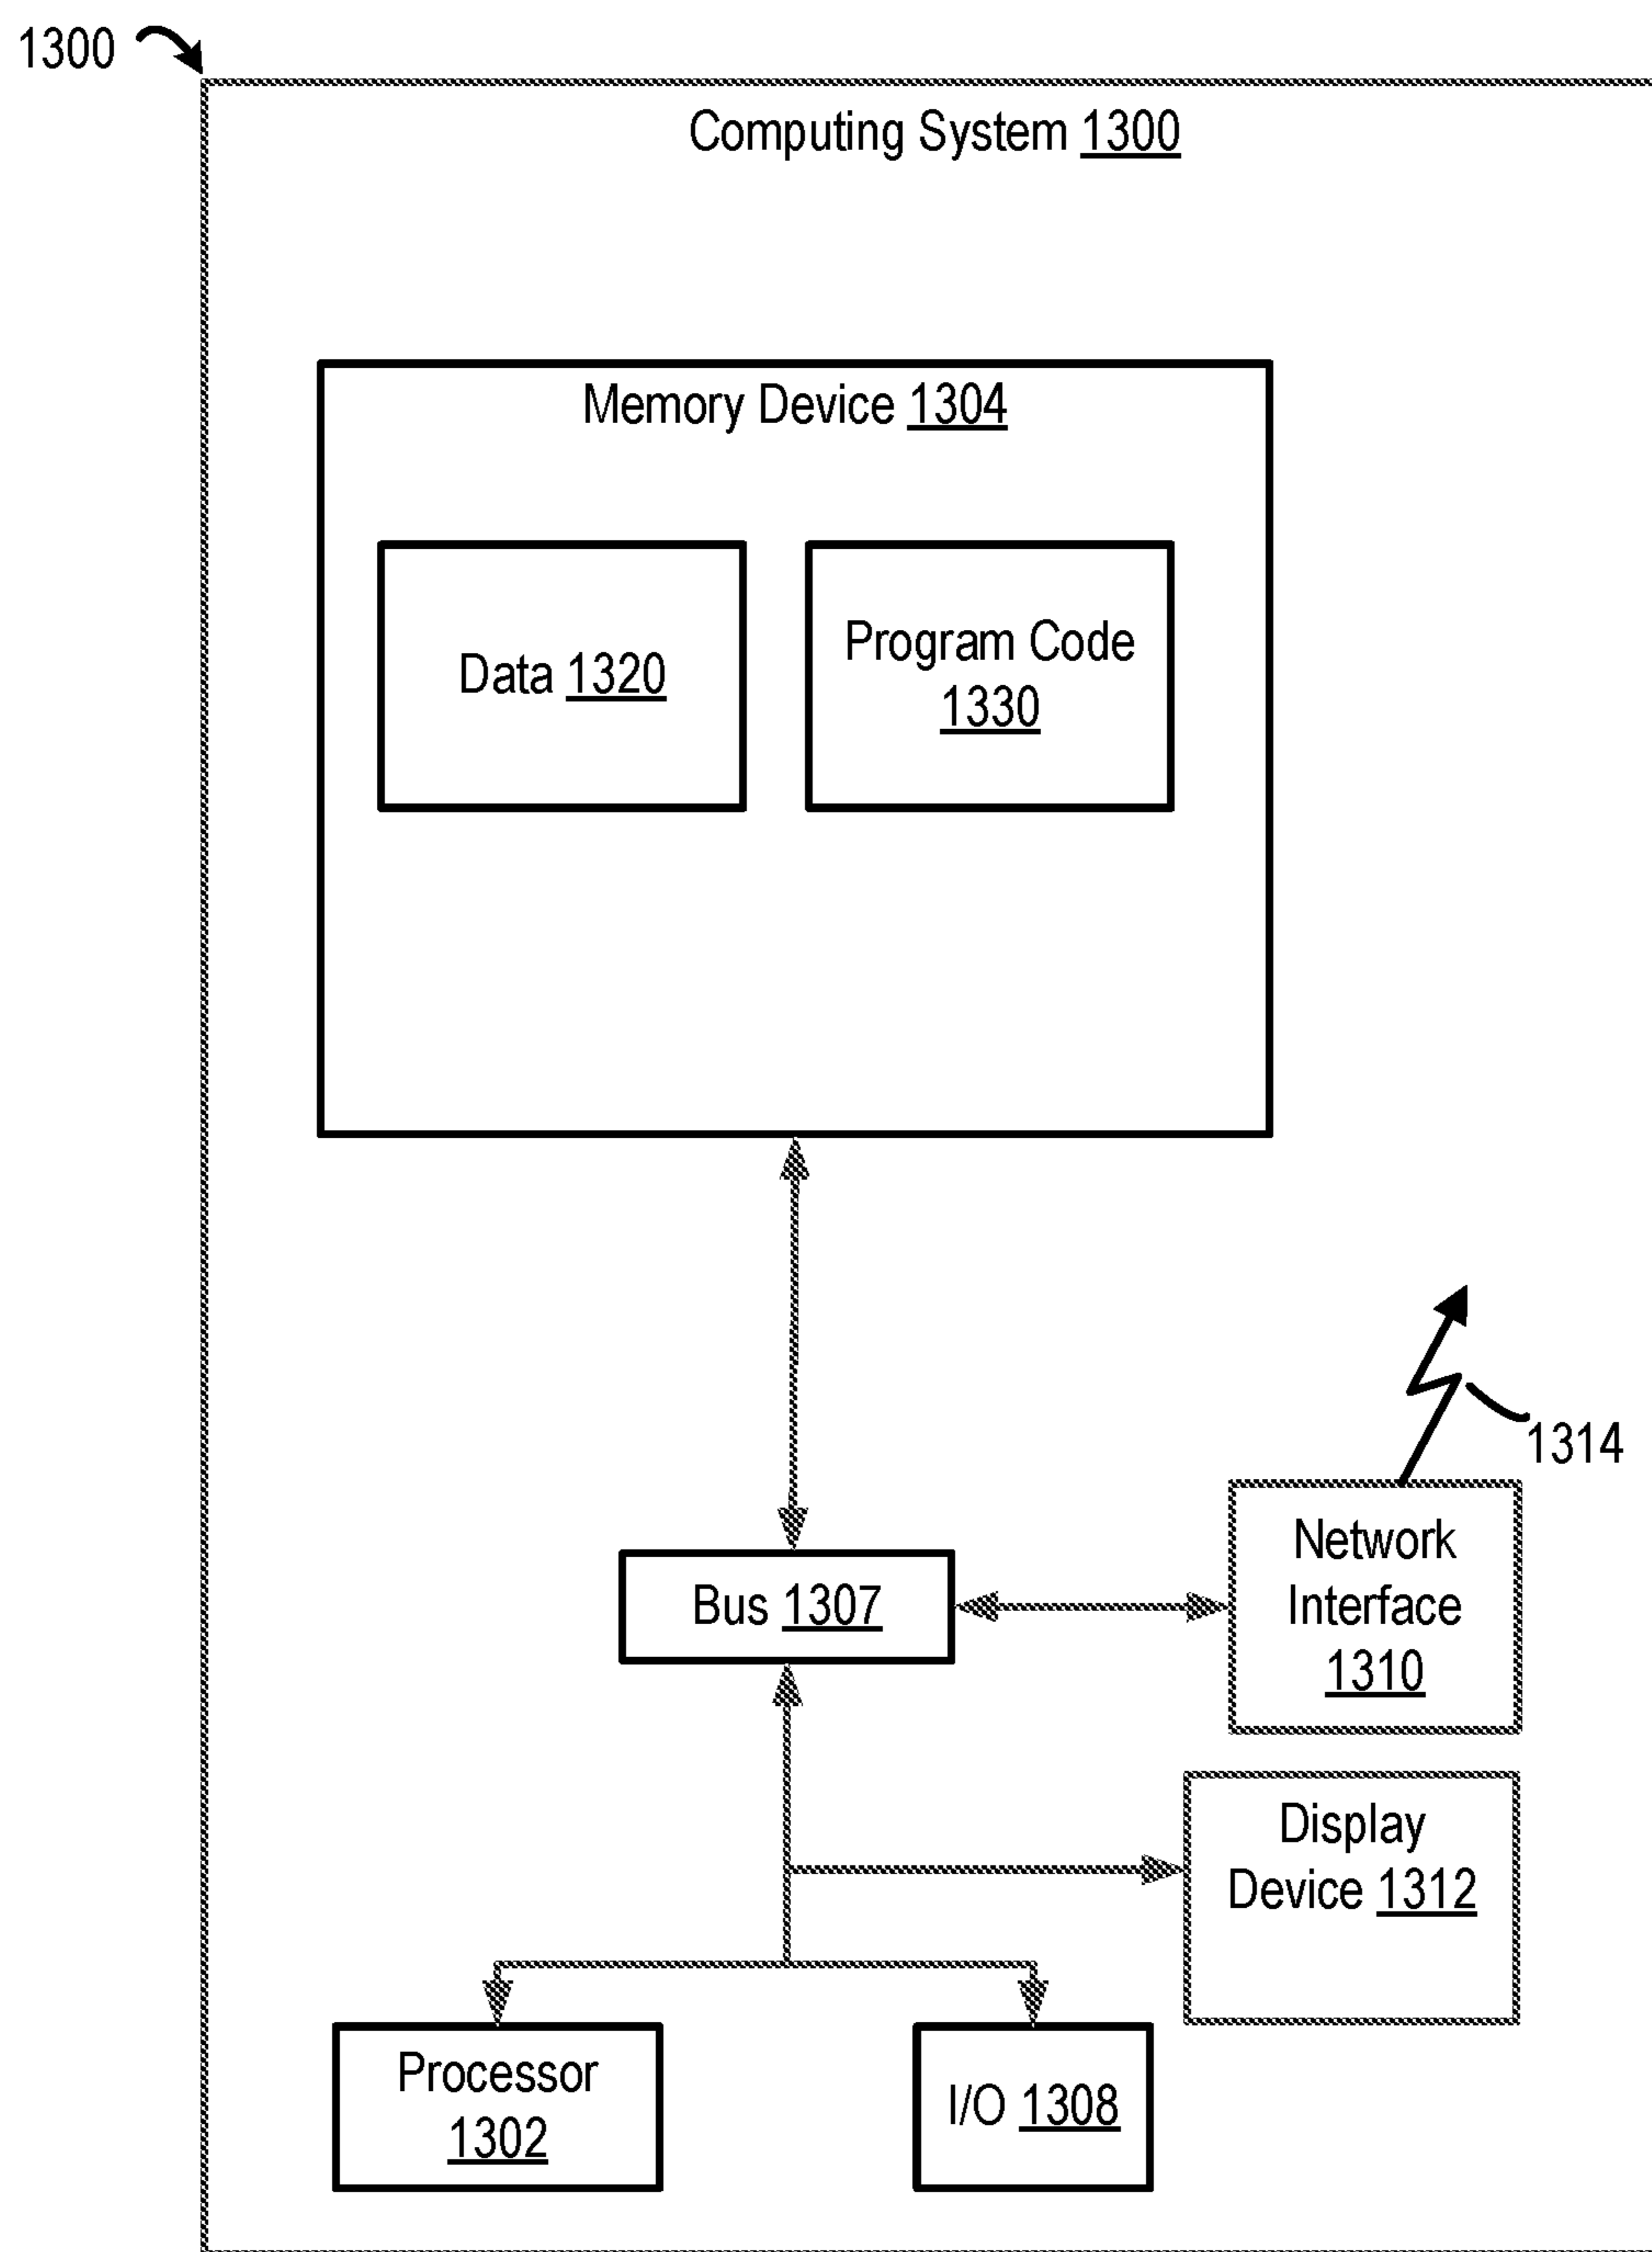 1300
Computing System 1300
Memory Device 1304
Data 1320
Program Code
1330
1314
Network
Interface
1310
Bus 1307
Display
Device 1312
Processor
1302
I/O 1308